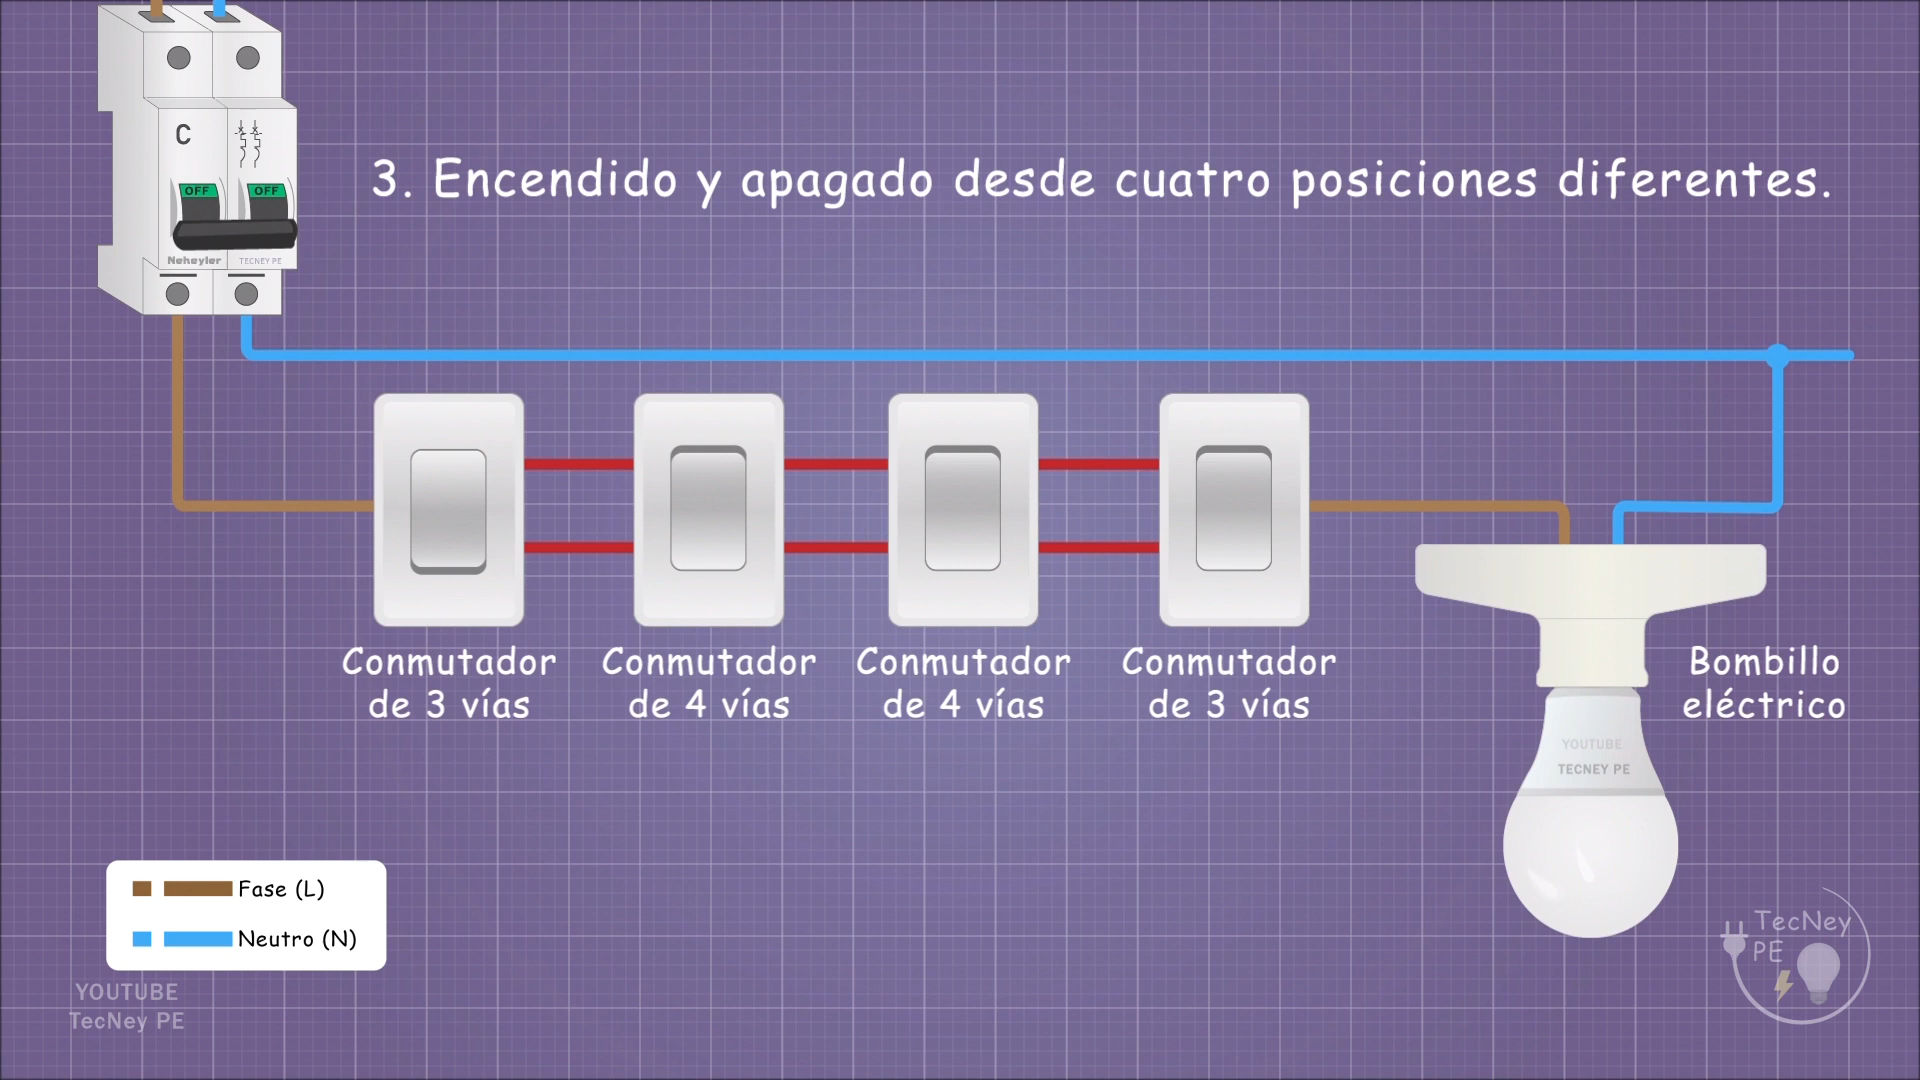 C
OFF OFF
Neheyler TECNEY PE
3. Encendido y apagado desde cuatro posiciones diferentes.
Conmutador
de 3 vías
Conmutador
de 4 vías
Conmutador
de 4 vías
Conmutador
de 3 vías
Bombillo
eléctrico
YOUTUBE
TECNEY PE
Fase (L)
Neutro (N)
YOUTUBE
TecNey PE
TecNey
PE